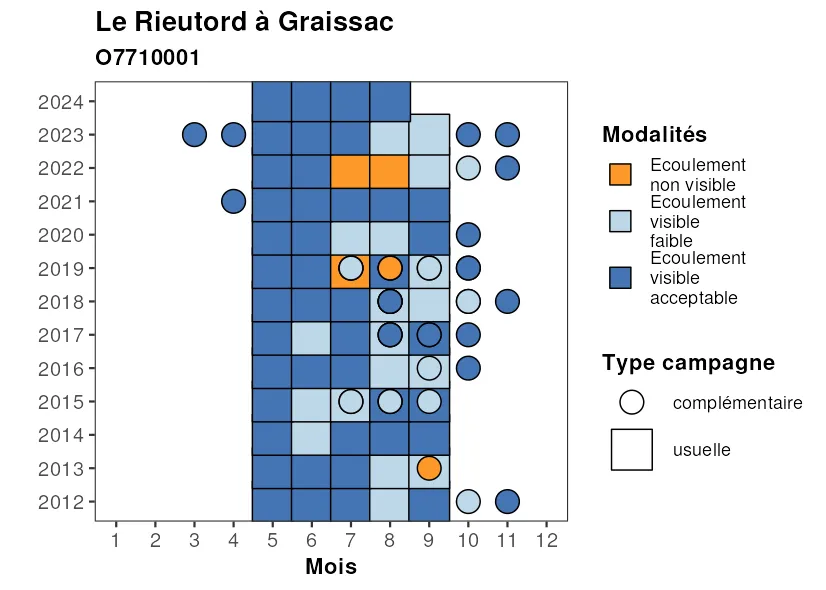 Le Rieutord à Graissac
O7710001
2024
2023
2022
2021
2020
2019
2018
2017
2016
2015
2014
2013
2012
1 2 3 4 5 6 7 8 9 10 11 12
Mois
Modalités
Ecoulement
non visible
Ecoulement
visible
faible
Ecoulement
visible
acceptable
Type campagne
complémentaire
usuelle